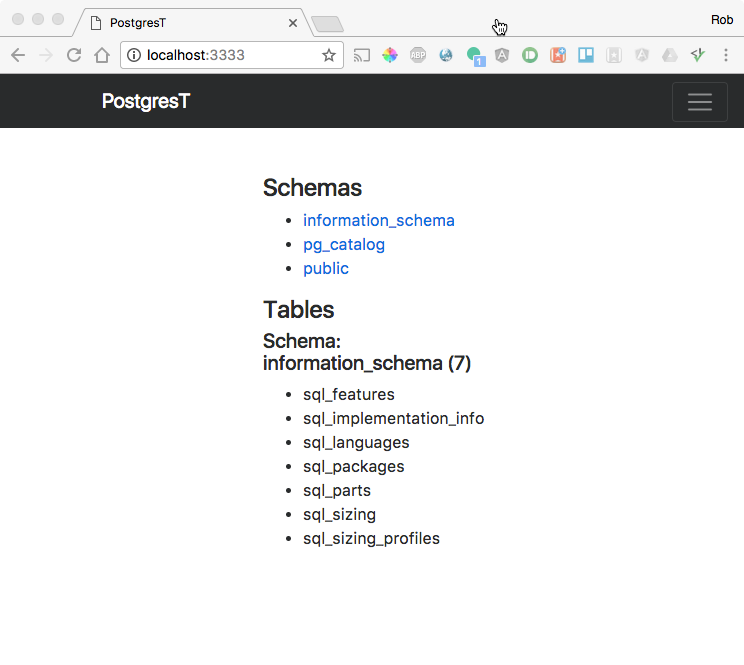 PostgresT
Rob
localhost:3333
ABP
1
PostgresT
Schemas
information_schema
pg_catalog
public
Tables
Schema:
information_schema (7)
sql_features
sql_implementation_info
sql_languages
sql_packages
sql_parts
sql_sizing
sql_sizing_profiles